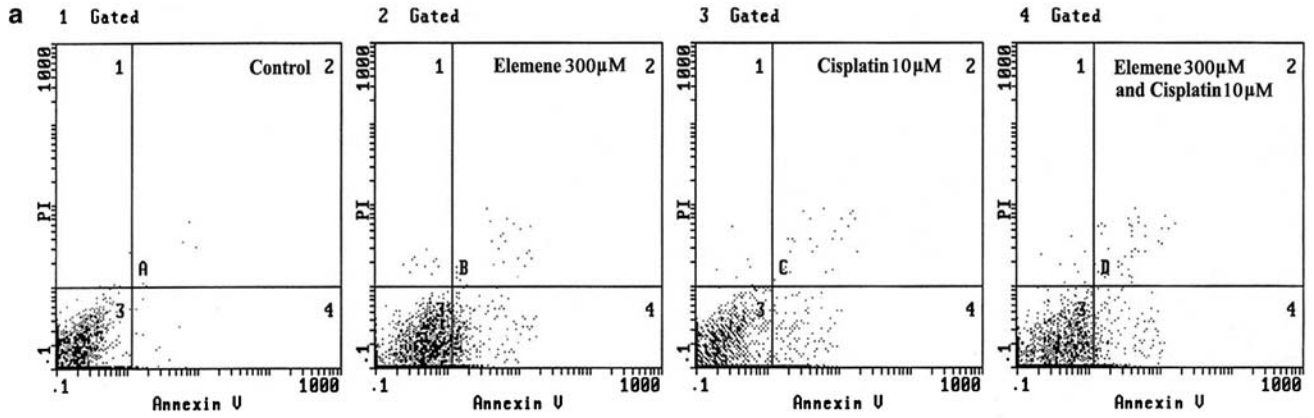 a
1 Gated
1000
1
Control 2
PI
A
3
4
.1
.1
1000
Annexin V
2 Gated
1000
1
Elemene 300µM 2
PI
B
3
4
.1
.1
1000
Annexin V
3 Gated
1000
1
Cisplatin 10µM 2
PI
C
3
4
.1
.1
1000
Annexin V
4 Gated
1000
1
Elemene 300µM 2
and Cisplatin 10µM
PI
D
3
4
.1
.1
1000
Annexin V